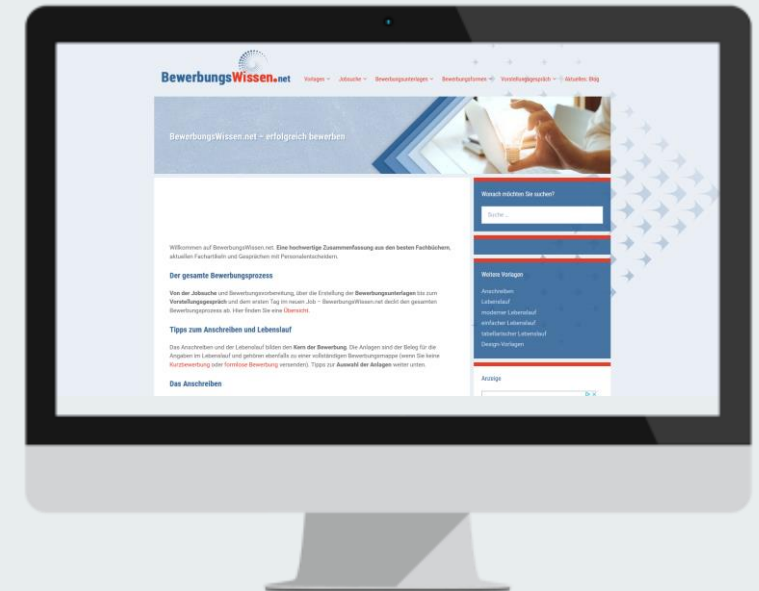 BewerbungsWissen.net
Vorlagen Jobsuche Bewerbungsunterlagen Bewerbungsformen Vorstellungsgespräch Aktuelles: Blog
BewerbungsWissen.net – erfolgreich bewerben
Willkommen auf BewerbungsWissen.net: Eine hochwertige Zusammenfassung aus den besten Fachbüchern,
aktuellen Fachartikeln und Gesprächen mit Personalentscheidern.
Der gesamte Bewerbungsprozess
Von der Jobsuche und Bewerbungsvorbereitung, über die Erstellung der Bewerbungsunterlagen bis zum
Vorstellungsgespräch und dem ersten Tag im neuen Job – BewerbungsWissen.net deckt den gesamten
Bewerbungsprozess ab. Hier finden Sie eine Übersicht.
Tipps zum Anschreiben und Lebenslauf
Das Anschreiben und der Lebenslauf bilden den Kern der Bewerbung. Die Anlagen sind der Beleg für die
Angaben im Lebenslauf und gehören ebenfalls zu einer vollständigen Bewerbungsmappe (wenn Sie keine
Kurzbewerbung oder formlose Bewerbung versenden). Tipps zur Auswahl der Anlagen weiter unten.
Das Anschreiben
Wonach möchten Sie suchen?
Suche ...
Weitere Vorlagen
Anschreiben
Lebenslauf
moderner Lebenslauf
einfacher Lebenslauf
tabellarischer Lebenslauf
Design-Vorlagen
Anzeige